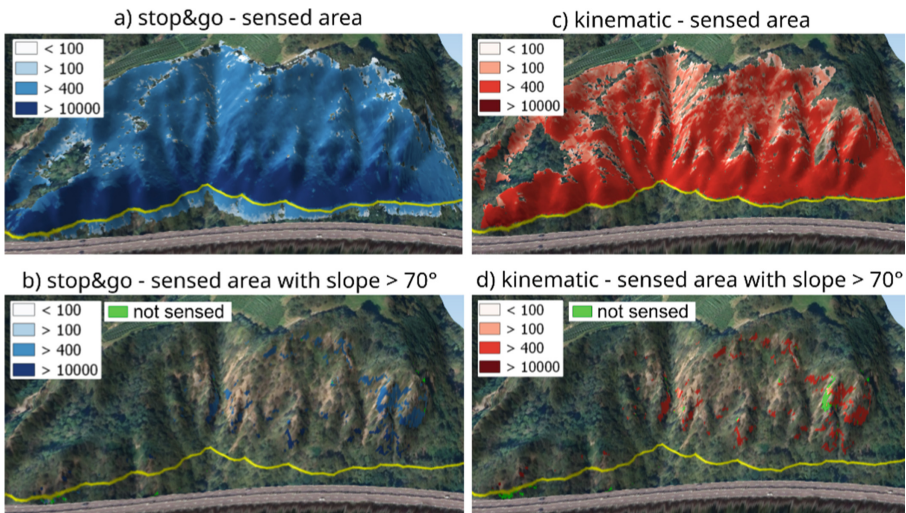 a) stop&go - sensed area
< 100
> 100
> 400
> 10000
c) kinematic - sensed area
< 100
> 100
> 400
> 10000
b) stop&go - sensed area with slope > 70°
< 100
> 100
> 400
> 10000
not sensed
d) kinematic - sensed area with slope > 70°
< 100
> 100
> 400
> 10000
not sensed